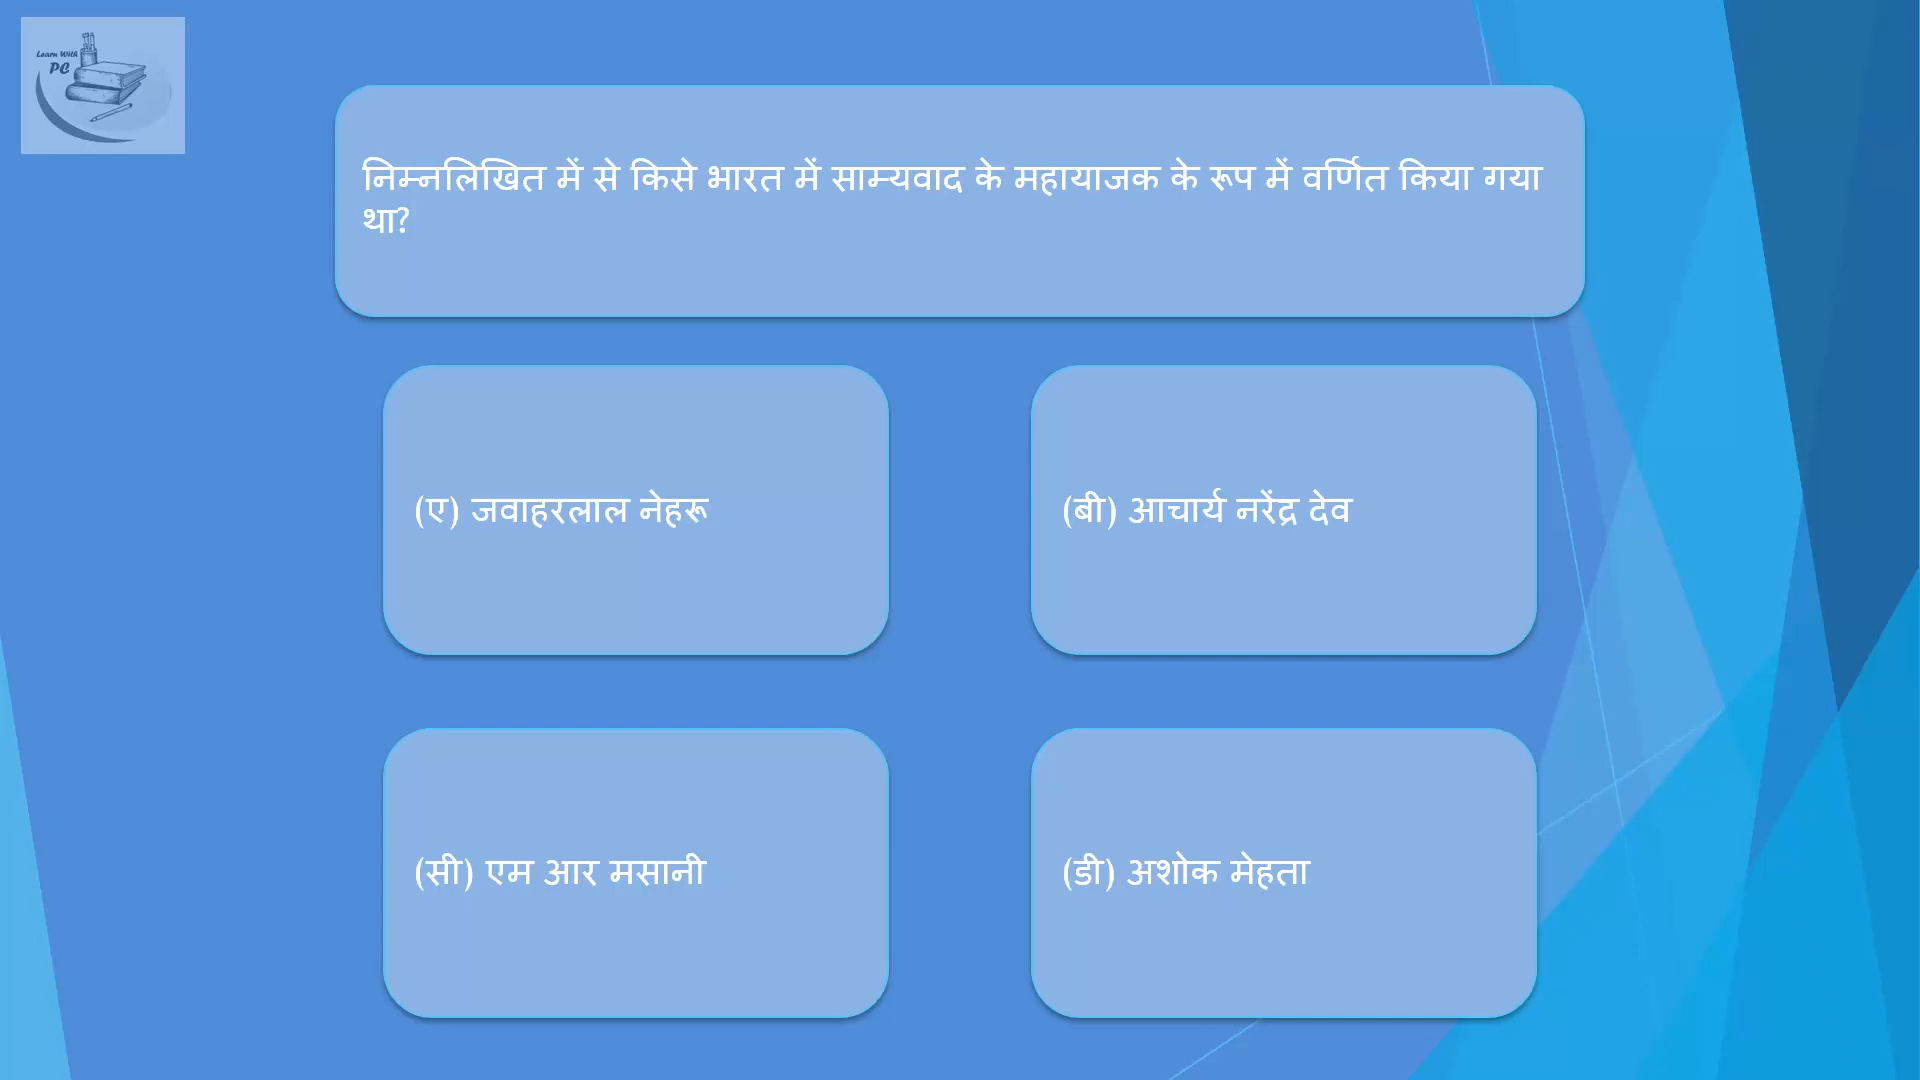 Learn With
PC
निम्नलिखित में से किसे भारत में साम्यवाद के महायाजक के रूप में वर्णित किया गया
था?
(ए) जवाहरलाल नेहरू
(बी) आचार्य नरेंद्र देव
(सी) एम आर मसानी
(डी) अशोक मेहता